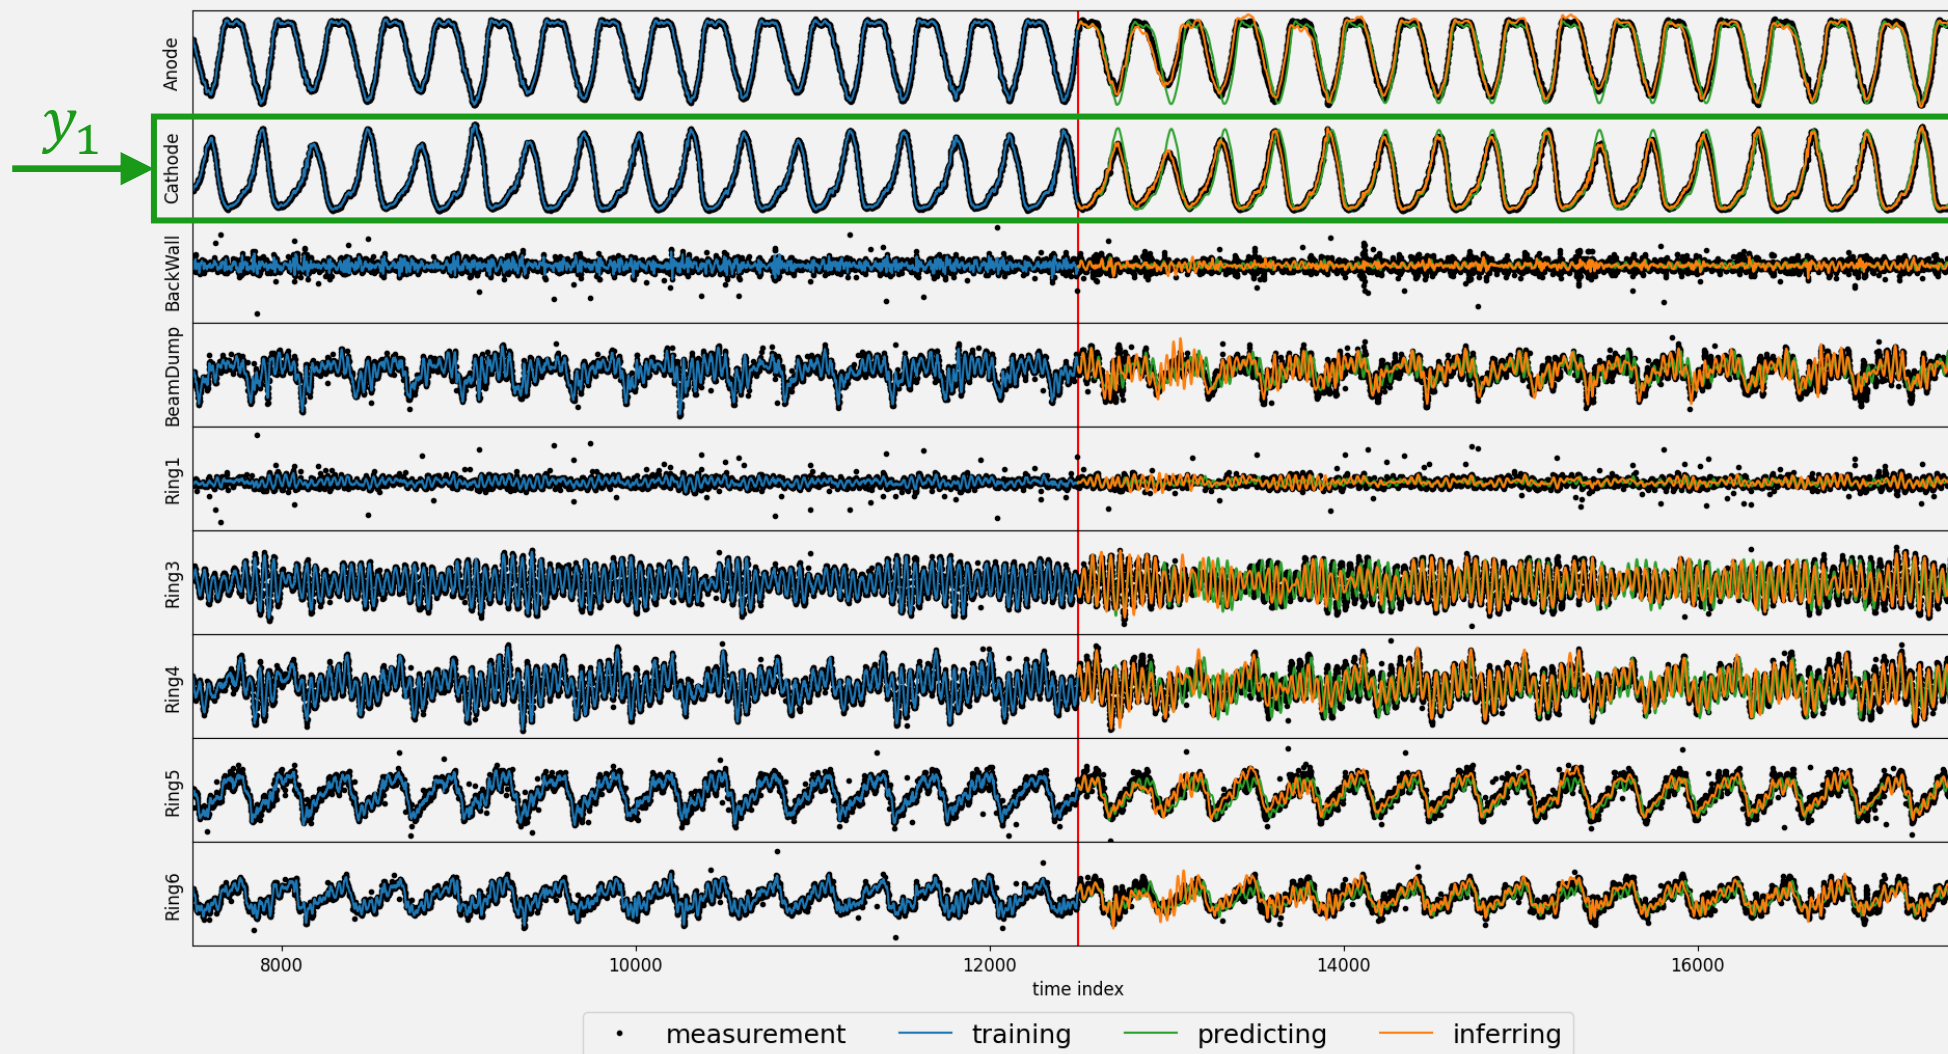 Anode
y₁
Cathode
BackWall
BeamDump
Ring1
Ring3
Ring4
Ring5
Ring6
8000 10000 12000 14000 16000
time index
measurement training predicting inferring